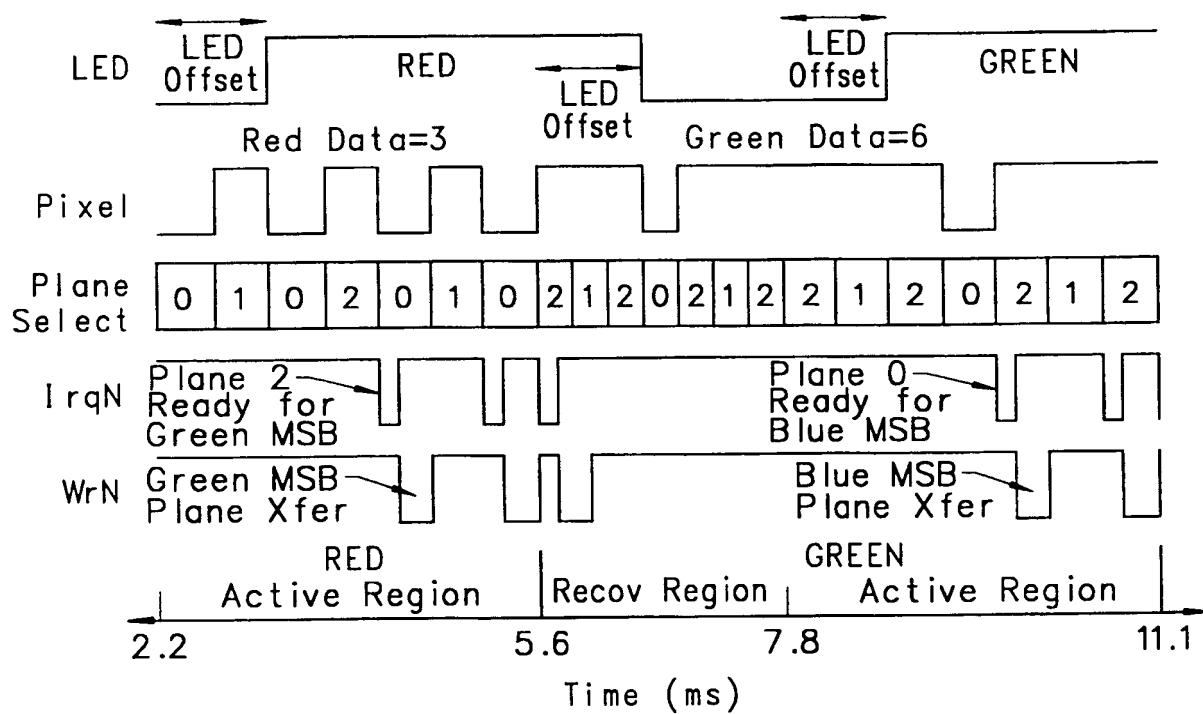 LED
LED
Offset
RED
LED
Offset
LED
Offset
GREEN
Red Data=3
Green Data=6
Pixel
Plane
Select
0 1 0 2 0 1 0 2 1 2 0 2 1 2 2 1 2 0 2 1 2
IrqN
Plane 2
Ready for
Green MSB
Plane 0
Ready for
Blue MSB
WrN
Green MSB
Plane Xfer
Blue MSB
Plane Xfer
RED
Active Region
GREEN
Recov Region
Active Region
2.2 5.6 7.8 11.1
Time (ms)